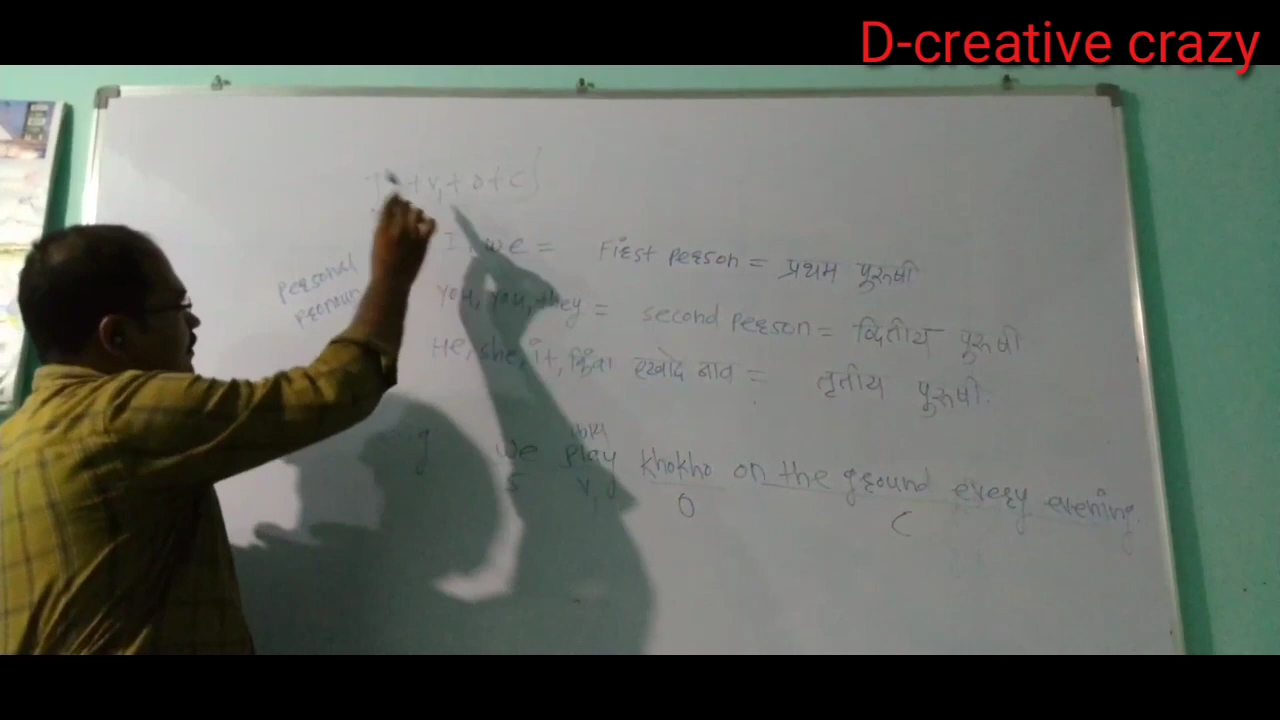 D-creative crazy
+ V1 + O + C]
I, we = First person = प्रथम पुरूषी
personal
pronoun
You, you, they = second person = द्वितीय पुरूषी
He, she, it, किंवा एखादे नाव = तृतीय पुरूषी.
We play khokho on the ground every evening.
S V1 O C